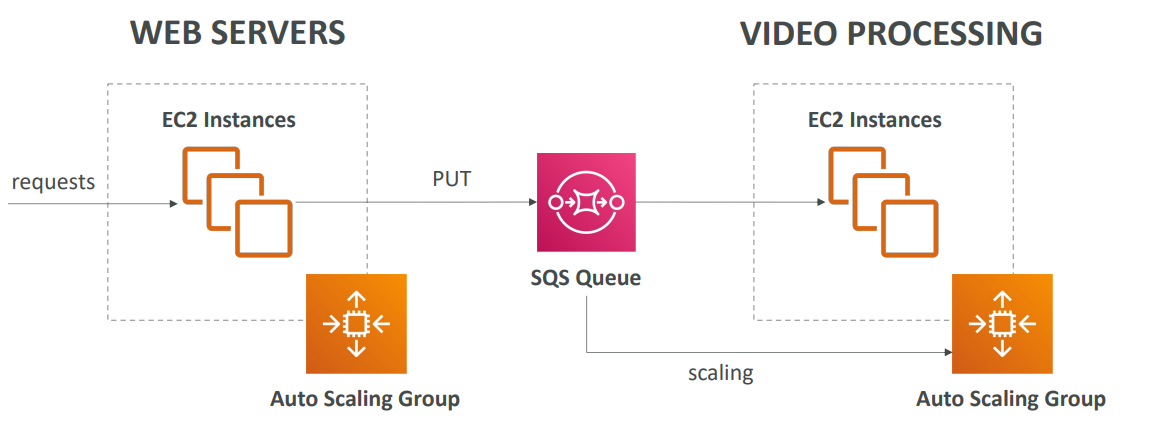 WEB SERVERS
VIDEO PROCESSING
EC2 Instances
EC2 Instances
requests
PUT
SQS Queue
scaling
Auto Scaling Group
Auto Scaling Group